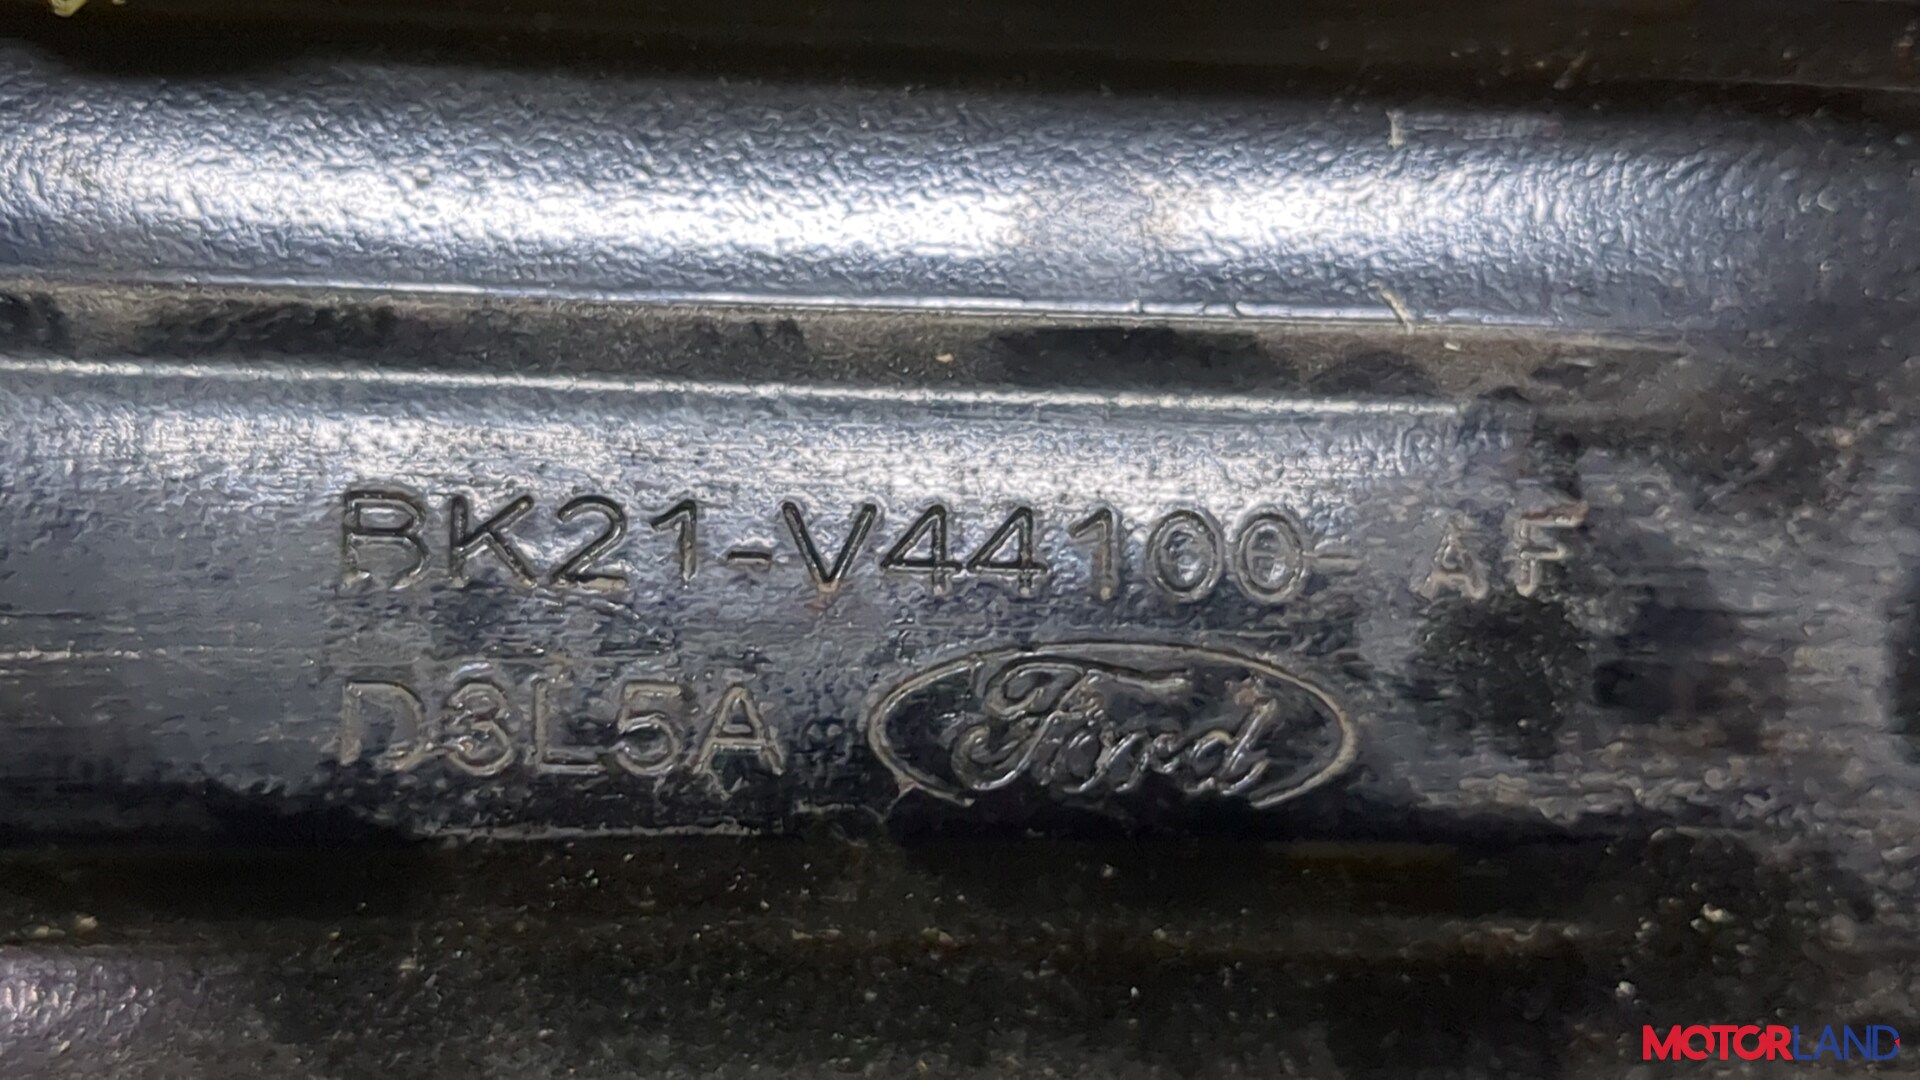 BK21-V44100-AF
D3L5A Ford
MOTORLAND